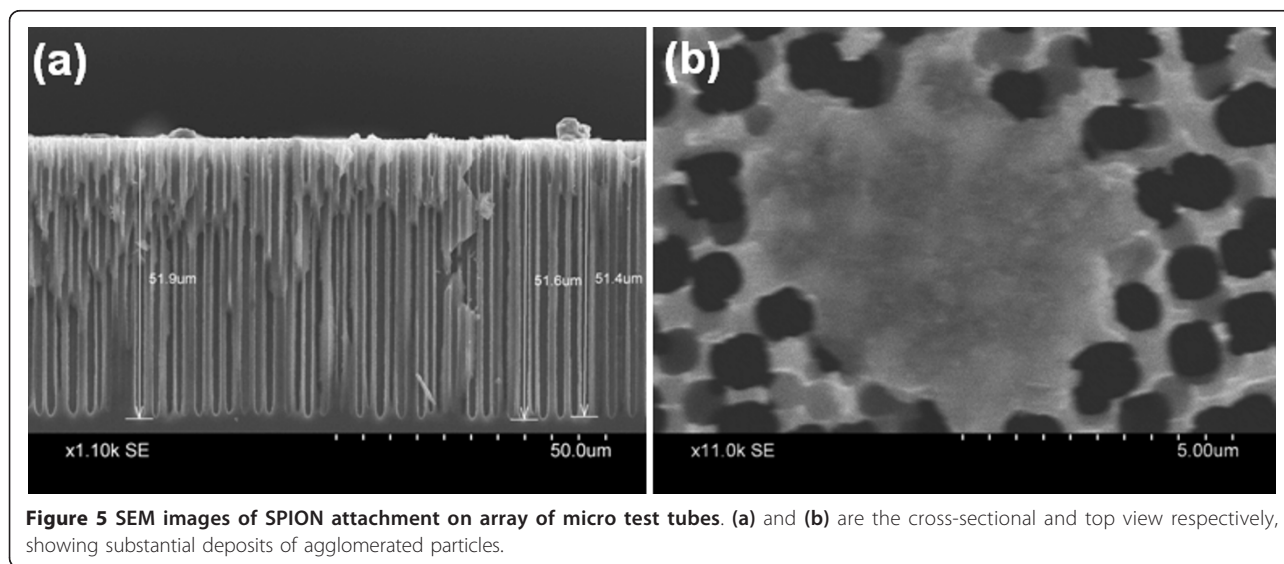 (a)
(b)
51.9um
51.6um
51.4um
x1.10k SE
50.0um
x11.0k SE
5.00um
Figure 5 SEM images of SPION attachment on array of micro test tubes. (a) and (b) are the cross-sectional and top view respectively,
showing substantial deposits of agglomerated particles.